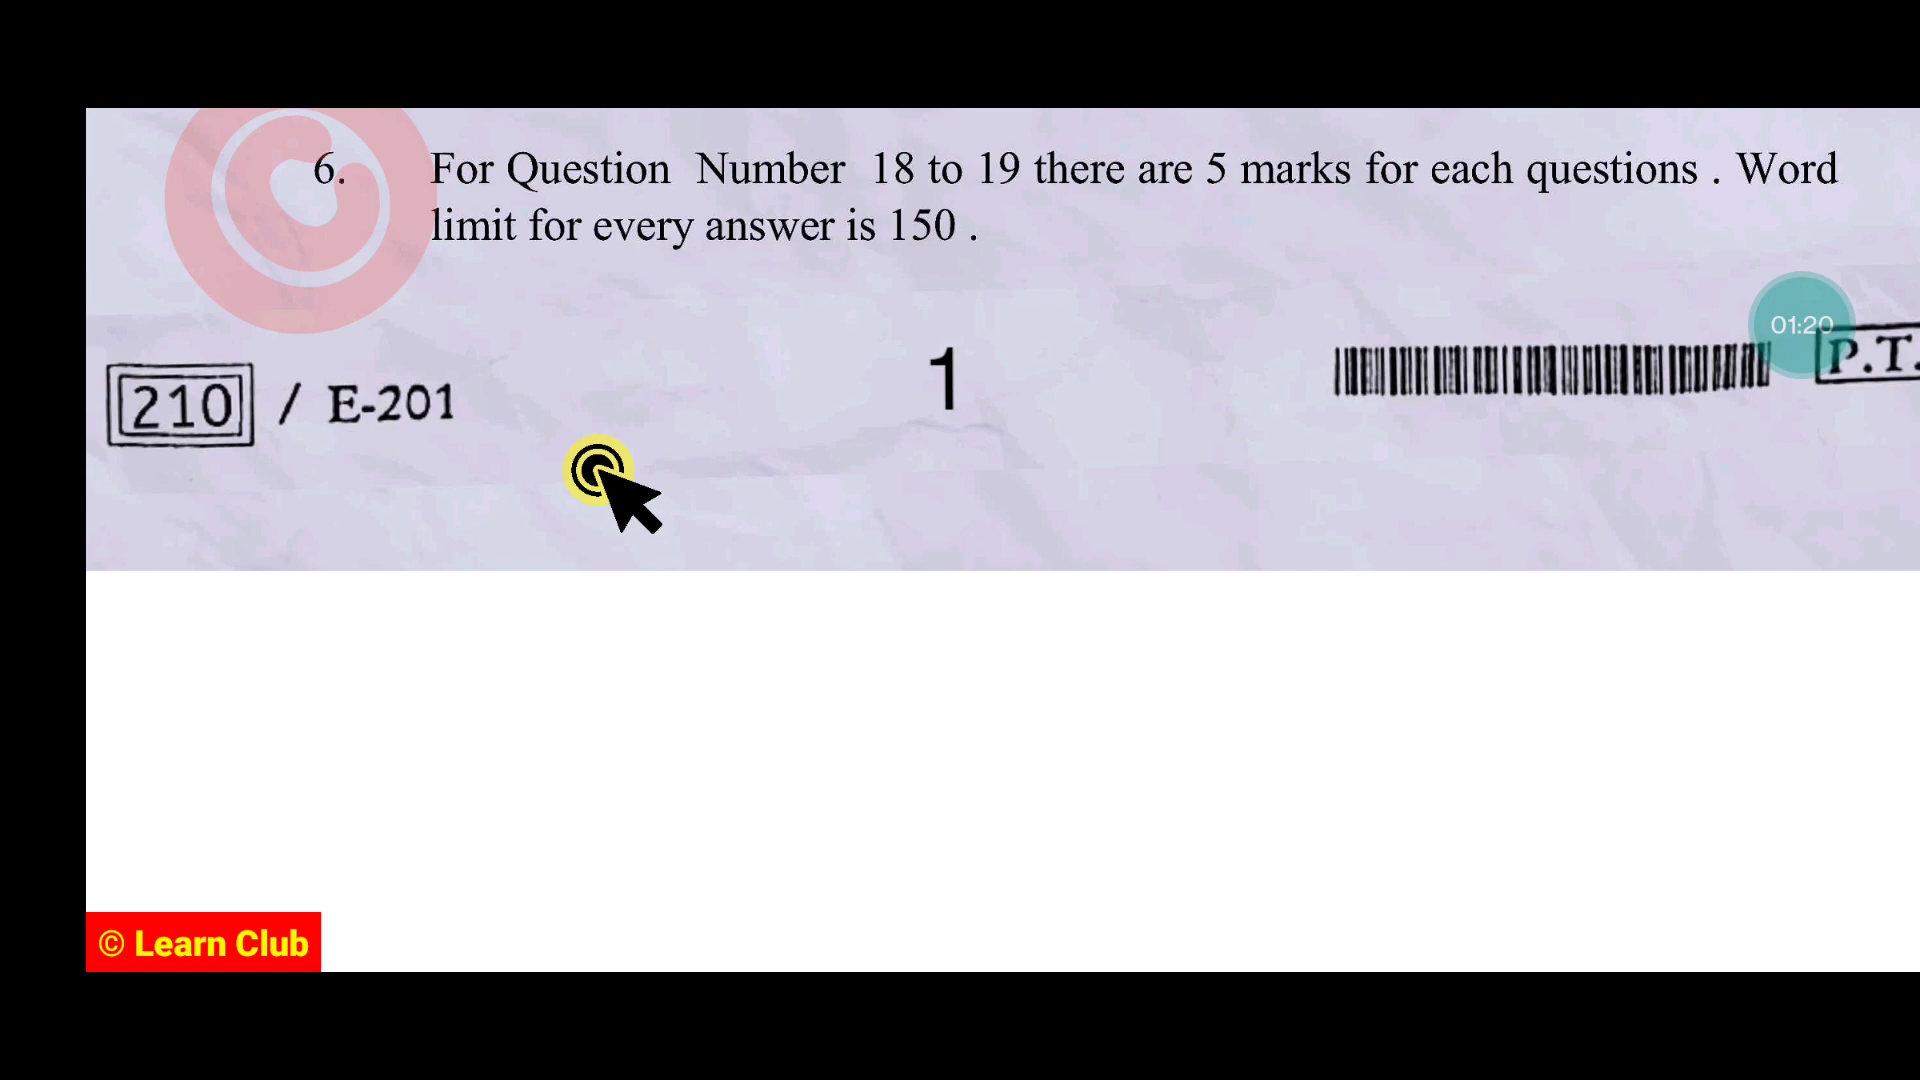 6. For Question Number 18 to 19 there are 5 marks for each questions . Word
limit for every answer is 150 .
01:20
210 / E-201
1
P.T.
© Learn Club